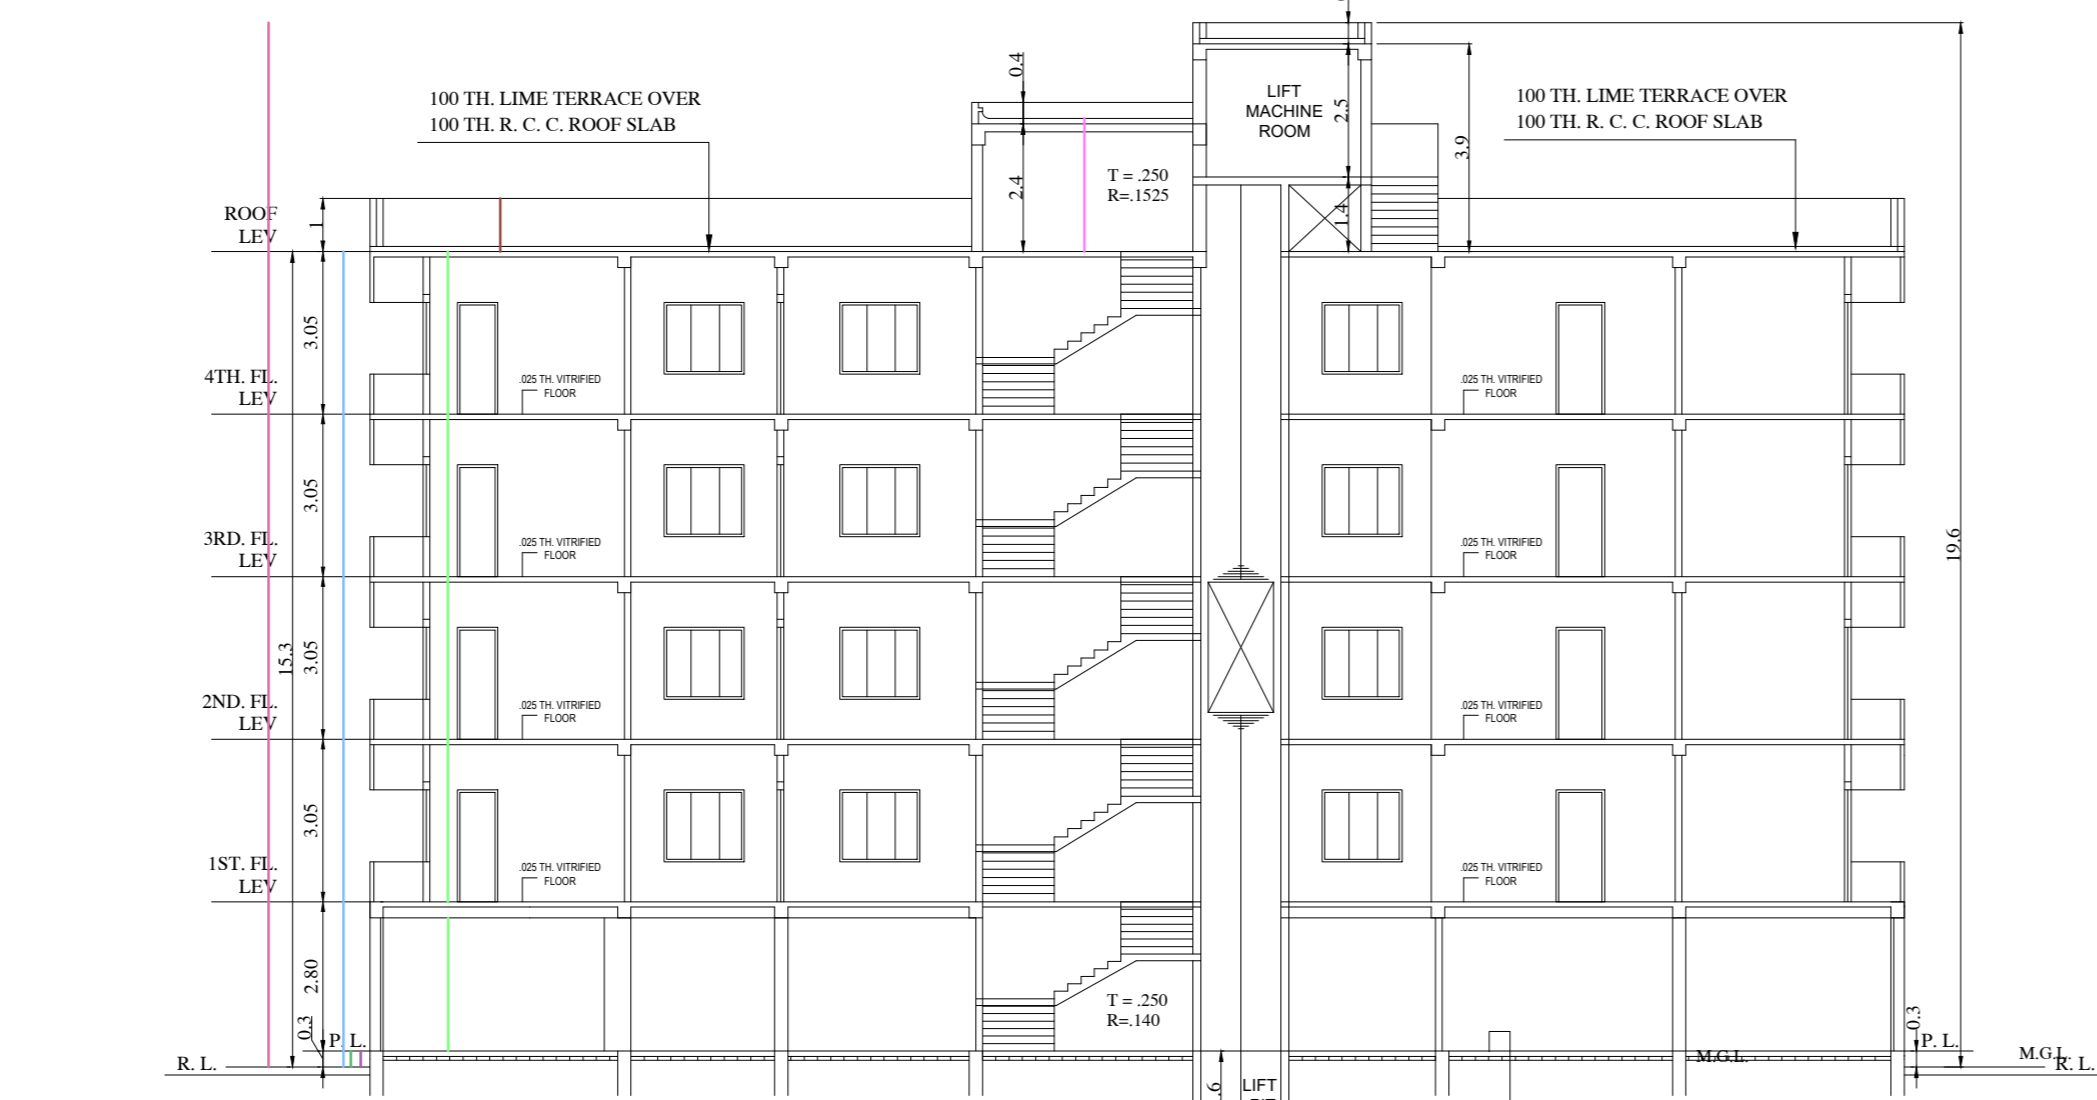 0.4
100 TH. LIME TERRACE OVER
100 TH. R. C. C. ROOF SLAB
LIFT
MACHINE
ROOM
2.5
3.9
100 TH. LIME TERRACE OVER
100 TH. R. C. C. ROOF SLAB
2.4
T = .250
R=.1525
1.4
ROOF
LEV
1
3.05
4TH. FL.
LEV
.025 TH. VITRIFIED
FLOOR
.025 TH. VITRIFIED
FLOOR
3.05
3RD. FL.
LEV
.025 TH. VITRIFIED
FLOOR
.025 TH. VITRIFIED
FLOOR
19.6
15.3
3.05
2ND. FL.
LEV
.025 TH. VITRIFIED
FLOOR
.025 TH. VITRIFIED
FLOOR
3.05
1ST. FL.
LEV
.025 TH. VITRIFIED
FLOOR
.025 TH. VITRIFIED
FLOOR
2.80
T = .250
R=.140
0.3
P. L.
R. L.
0.3
P. L.
M.G.L.
M.G.L.
R. L.
LIFT